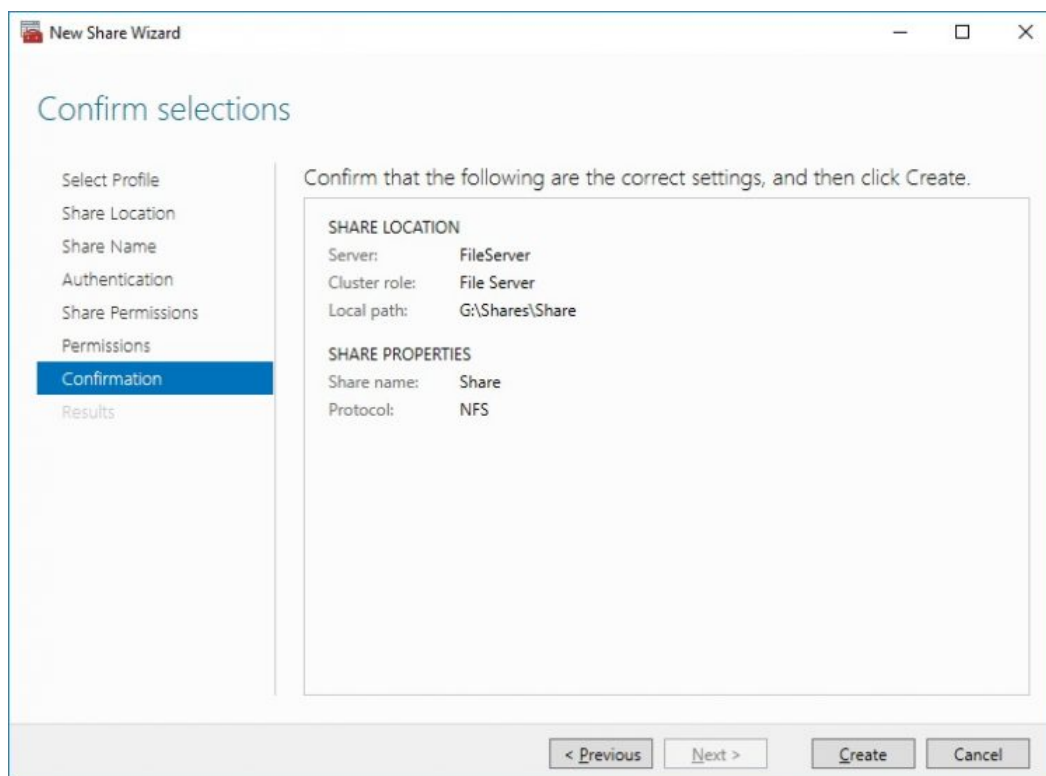 New Share Wizard
Confirm selections
Select Profile
Share Location
Share Name
Authentication
Share Permissions
Permissions
Confirmation
Results
Confirm that the following are the correct settings, and then click Create.
SHARE LOCATION
Server: FileServer
Cluster role: File Server
Local path: G:\Shares\Share
SHARE PROPERTIES
Share name: Share
Protocol: NFS
< Previous Next > Create Cancel